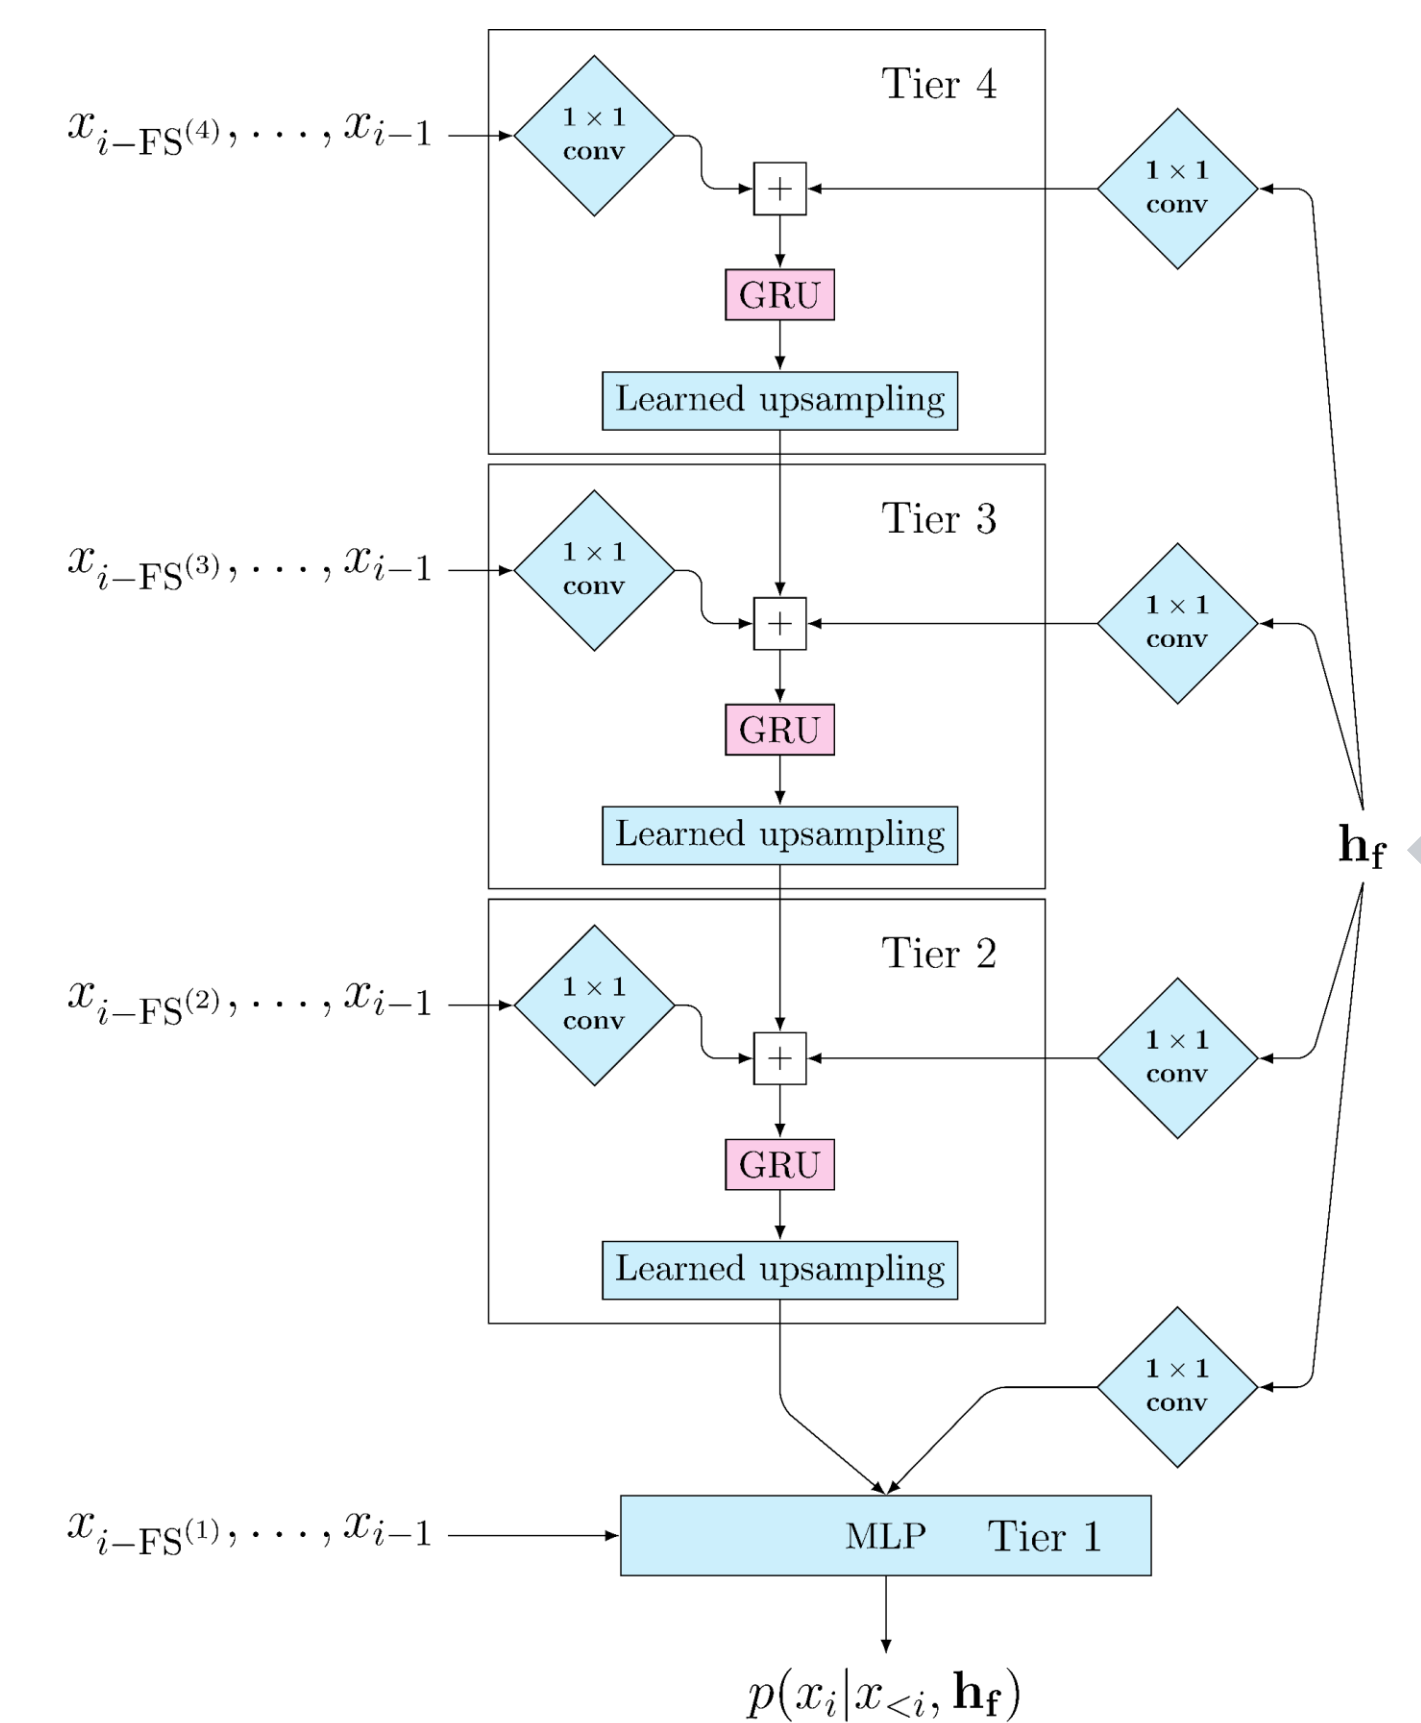 Tier 4
x_{i−FS^{(4)}}, . . . , x_{i−1}
1 × 1
conv
1 × 1
conv
+
GRU
Learned upsampling
Tier 3
x_{i−FS^{(3)}}, . . . , x_{i−1}
1 × 1
conv
1 × 1
conv
+
GRU
Learned upsampling
h_f
Tier 2
x_{i−FS^{(2)}}, . . . , x_{i−1}
1 × 1
conv
1 × 1
conv
+
GRU
Learned upsampling
1 × 1
conv
x_{i−FS^{(1)}}, . . . , x_{i−1}
MLP Tier 1
p(x_i|x_{<i}, h_f)